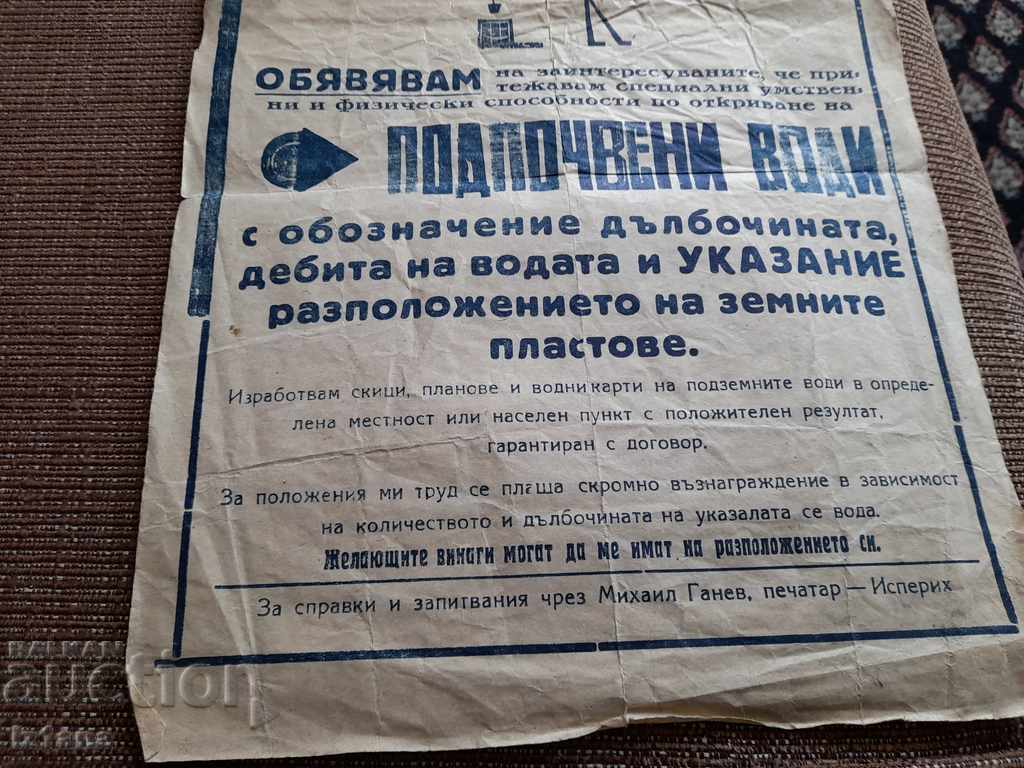 ОБЯВЯВАМ на заинтересуваните, че при-
тежавам специални умствен-
ни и физически способности по откриване на
ПОДПОЧВЕНИ ВОДИ
с обозначение дълбочината,
дебита на водата и УКАЗАНИЕ
разположението на земните
пластове.
Изработвам скици, планове и водни карти на подземните води в опреде-
лена местност или населен пункт с положителен резултат,
гарантиран с договор.
За положения ми труд се плаша скромно възнаграждение в зависимост
на количеството и дълбочината на указалата се вода.
Желающите винаги могат да ме имат на разположението си.
За справки и запитвания чрез Михаил Ганев, печатар — Исперих
BALKAN
auction